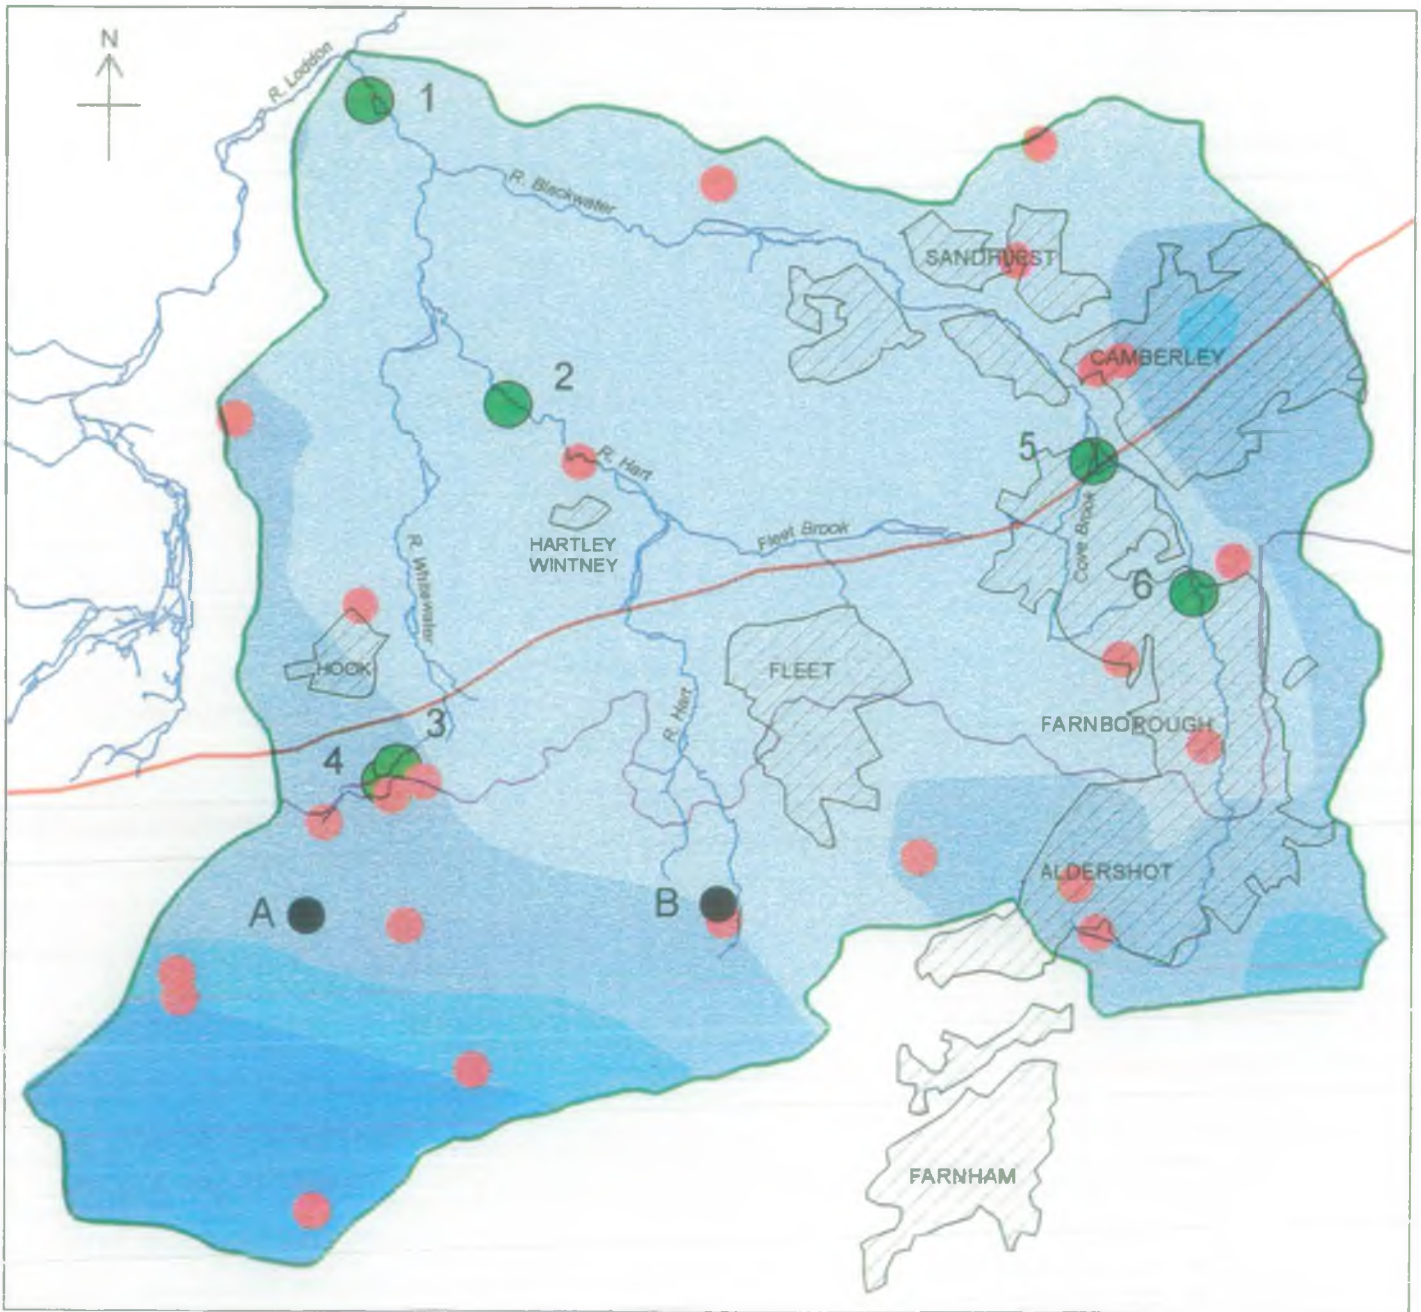 N
R. Loddon
1
R. Blackwater
SANDHURST
CAMBERLEY
2
R. Hart
5
Fleet Brook
Cove Brook
HARTLEY
WINTNEY
R. Whitewater
6
HOOK
FLEET
R. Hart
3
FARNBOROUGH
4
ALDERSHOT
A
B
FARNHAM